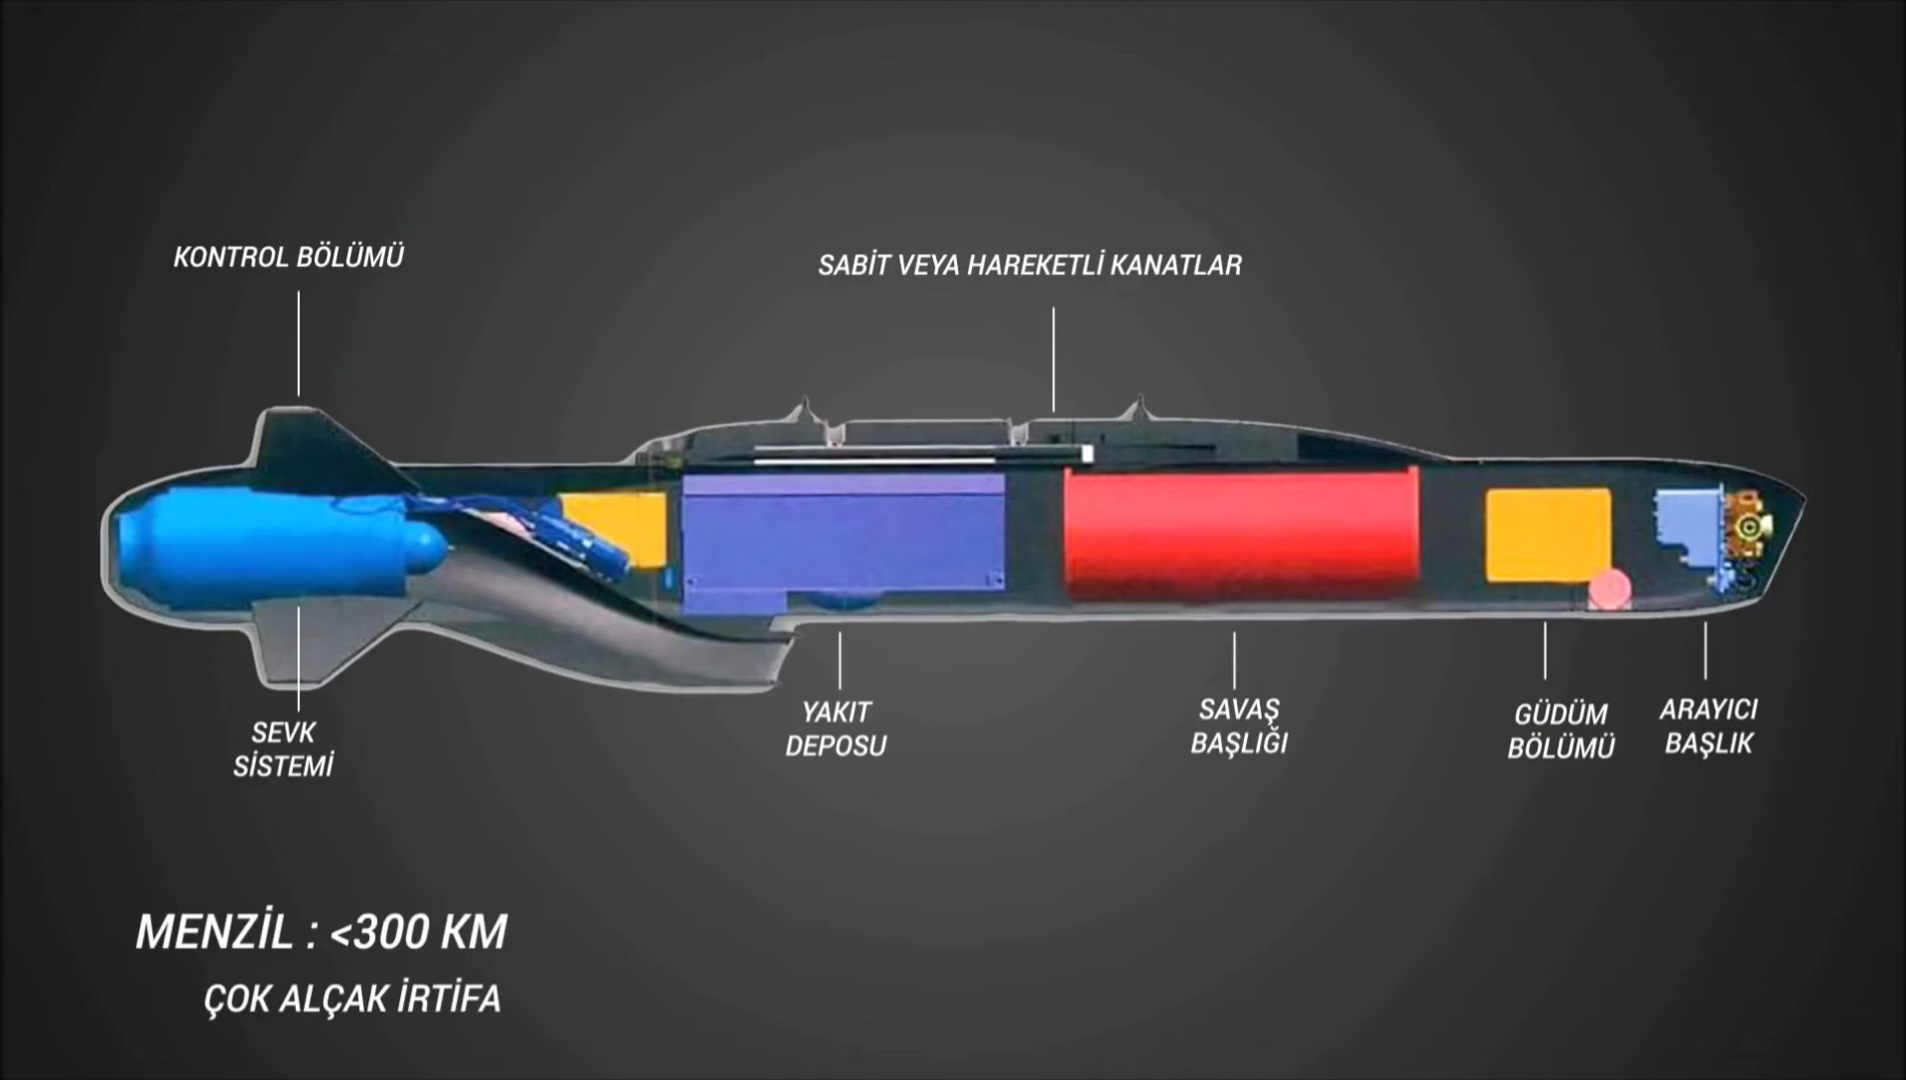 KONTROL BÖLÜMÜ
SABİT VEYA HAREKETLİ KANATLAR
SEVK
SİSTEMİ
YAKIT
DEPOSU
SAVAŞ
BAŞLIĞI
GÜDÜM
BÖLÜMÜ
ARAYICI
BAŞLIK
MENZİL : <300 KM
ÇOK ALÇAK İRTİFA